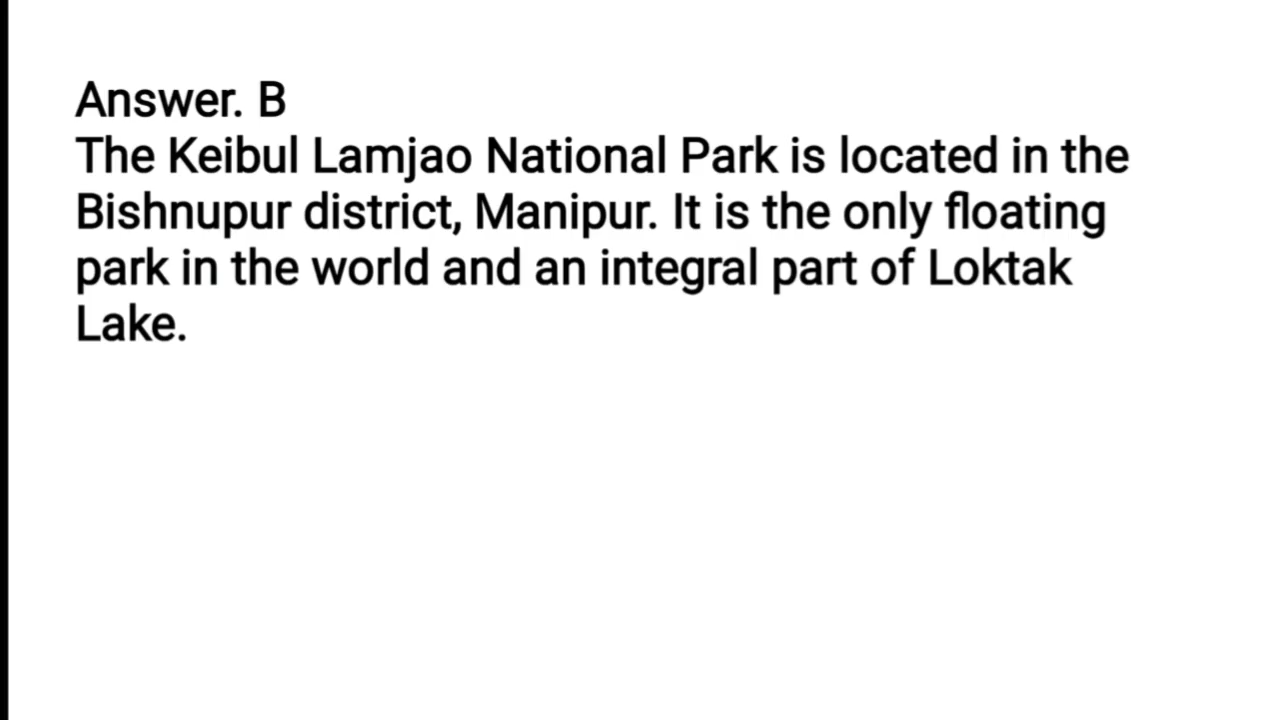 Answer. B
The Keibul Lamjao National Park is located in the
Bishnupur district, Manipur. It is the only floating
park in the world and an integral part of Loktak
Lake.